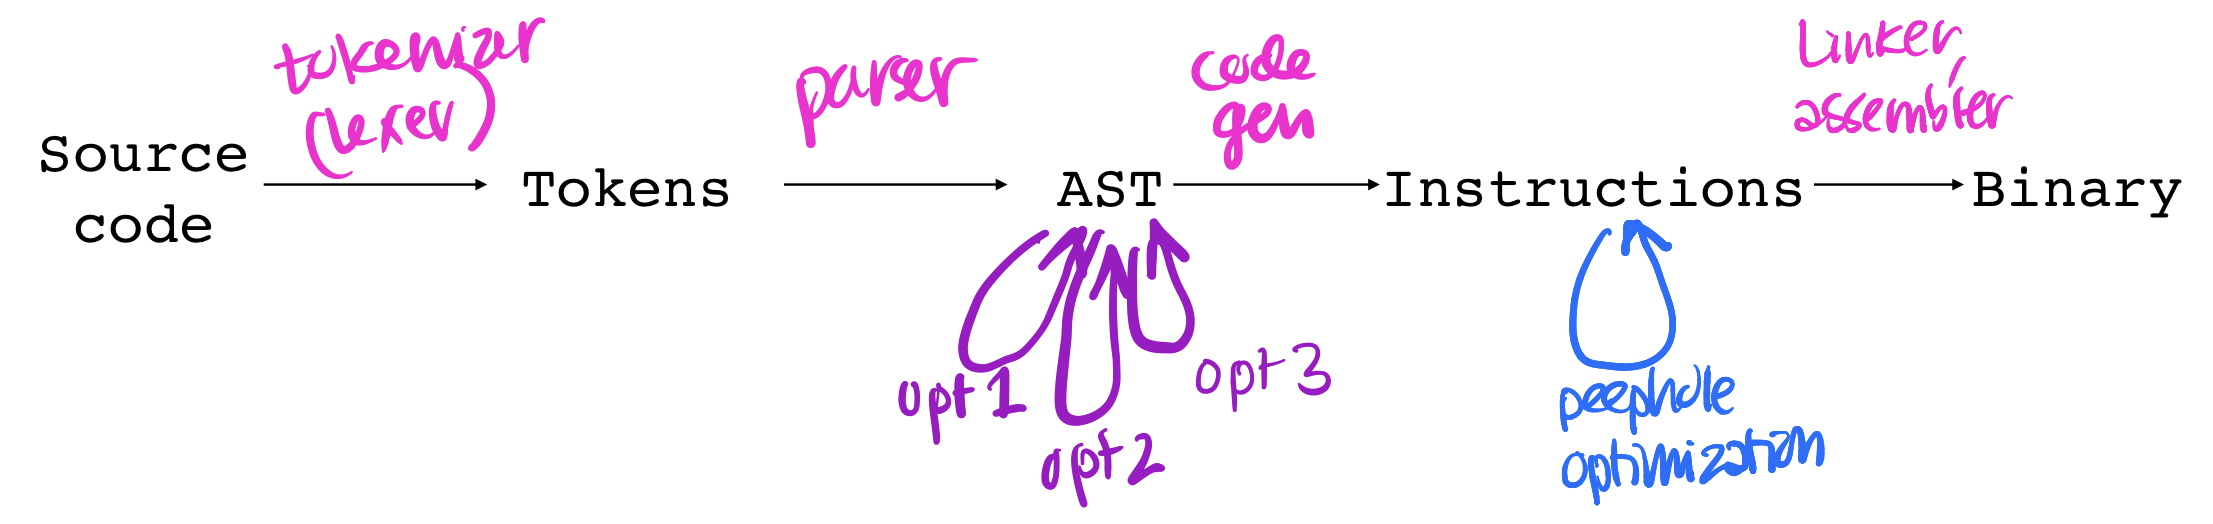 tokenizer
(lexer)
parser
code
gen
Linker,
assembler
Source
code
Tokens
AST
Instructions
Binary
opt 1
opt 2
opt 3
peephole
optimization